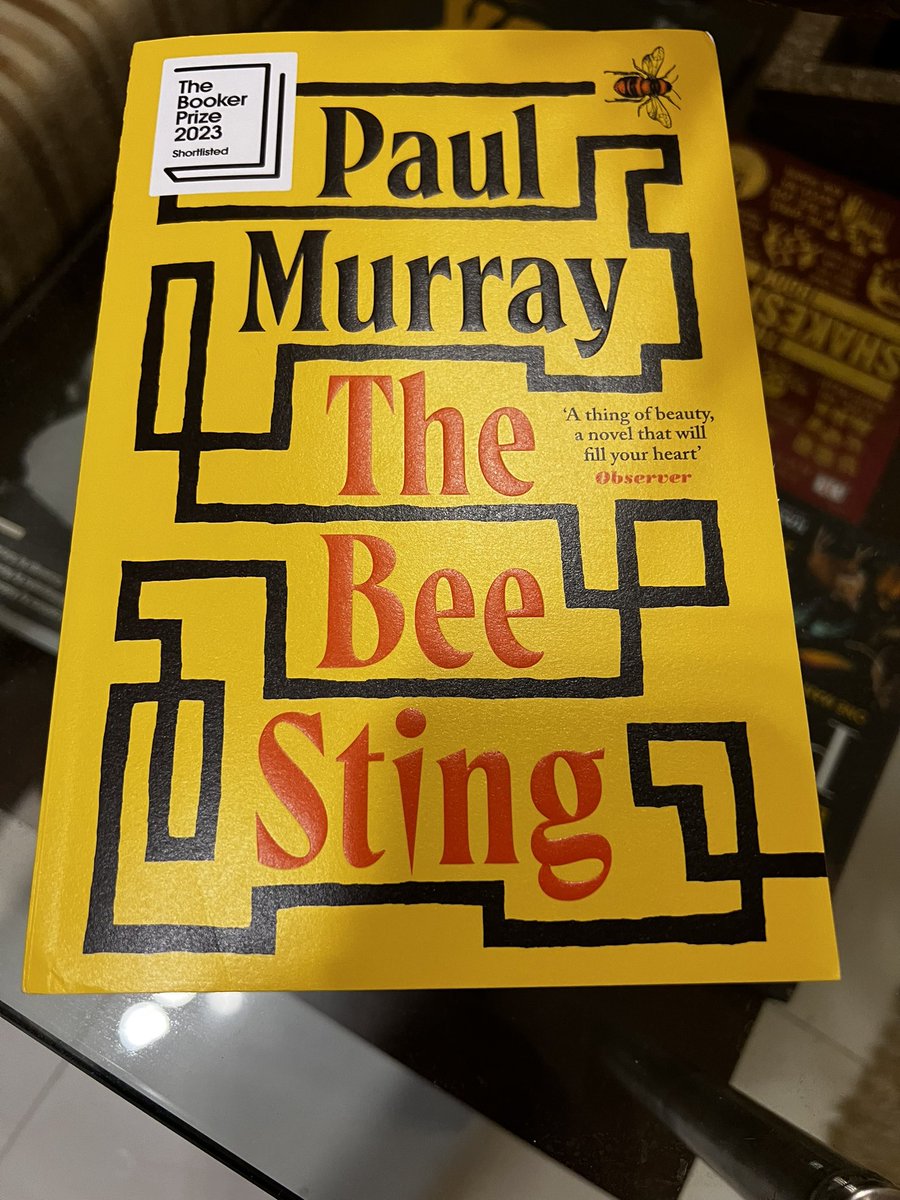 The
Booker
Prize
2023
Shortlisted
Paul
Murray
The
'A thing of beauty,
a novel that will
fill your heart'
Observer
Bee
Sting
SHAKES